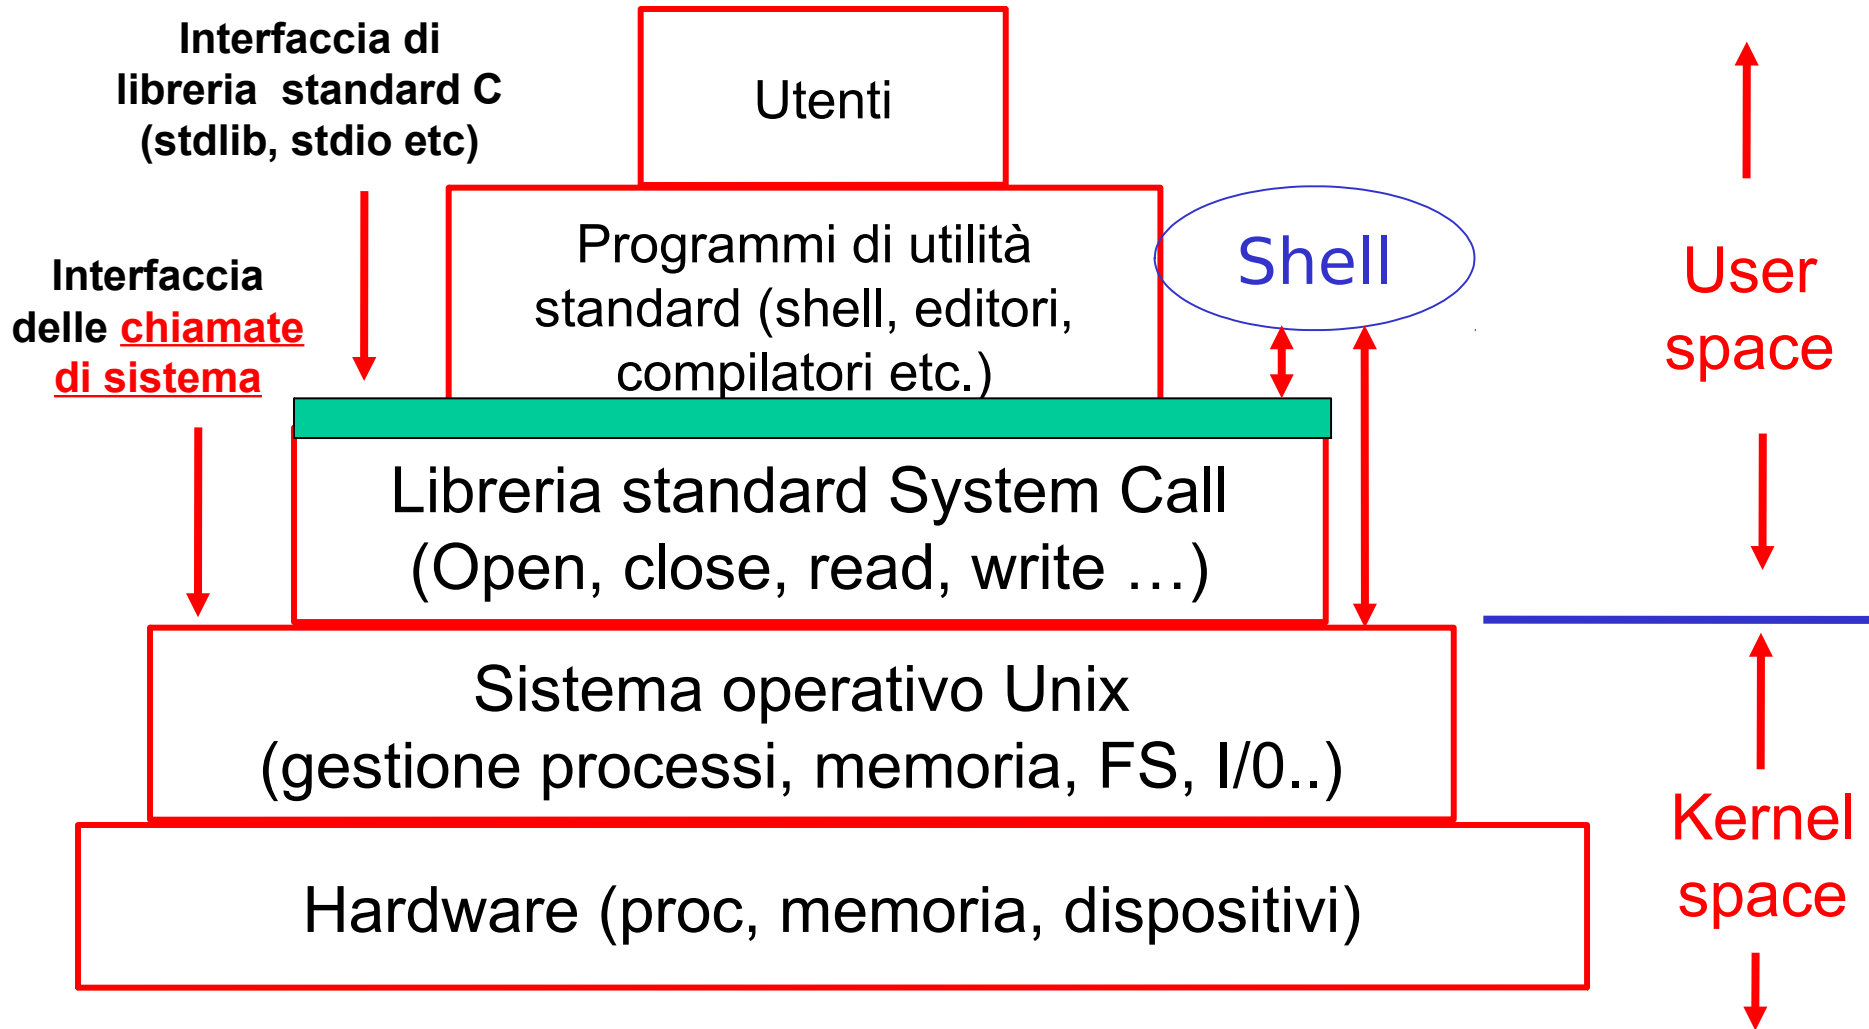 Interfaccia di
libreria standard C
(stdlib, stdio etc)
Utenti
Interfaccia
delle chiamate
di sistema
Programmi di utilità
standard (shell, editori,
compilatori etc.)
Shell
User
space
Libreria standard System Call
(Open, close, read, write …)
Sistema operativo Unix
(gestione processi, memoria, FS, I/0..)
Kernel
space
Hardware (proc, memoria, dispositivi)